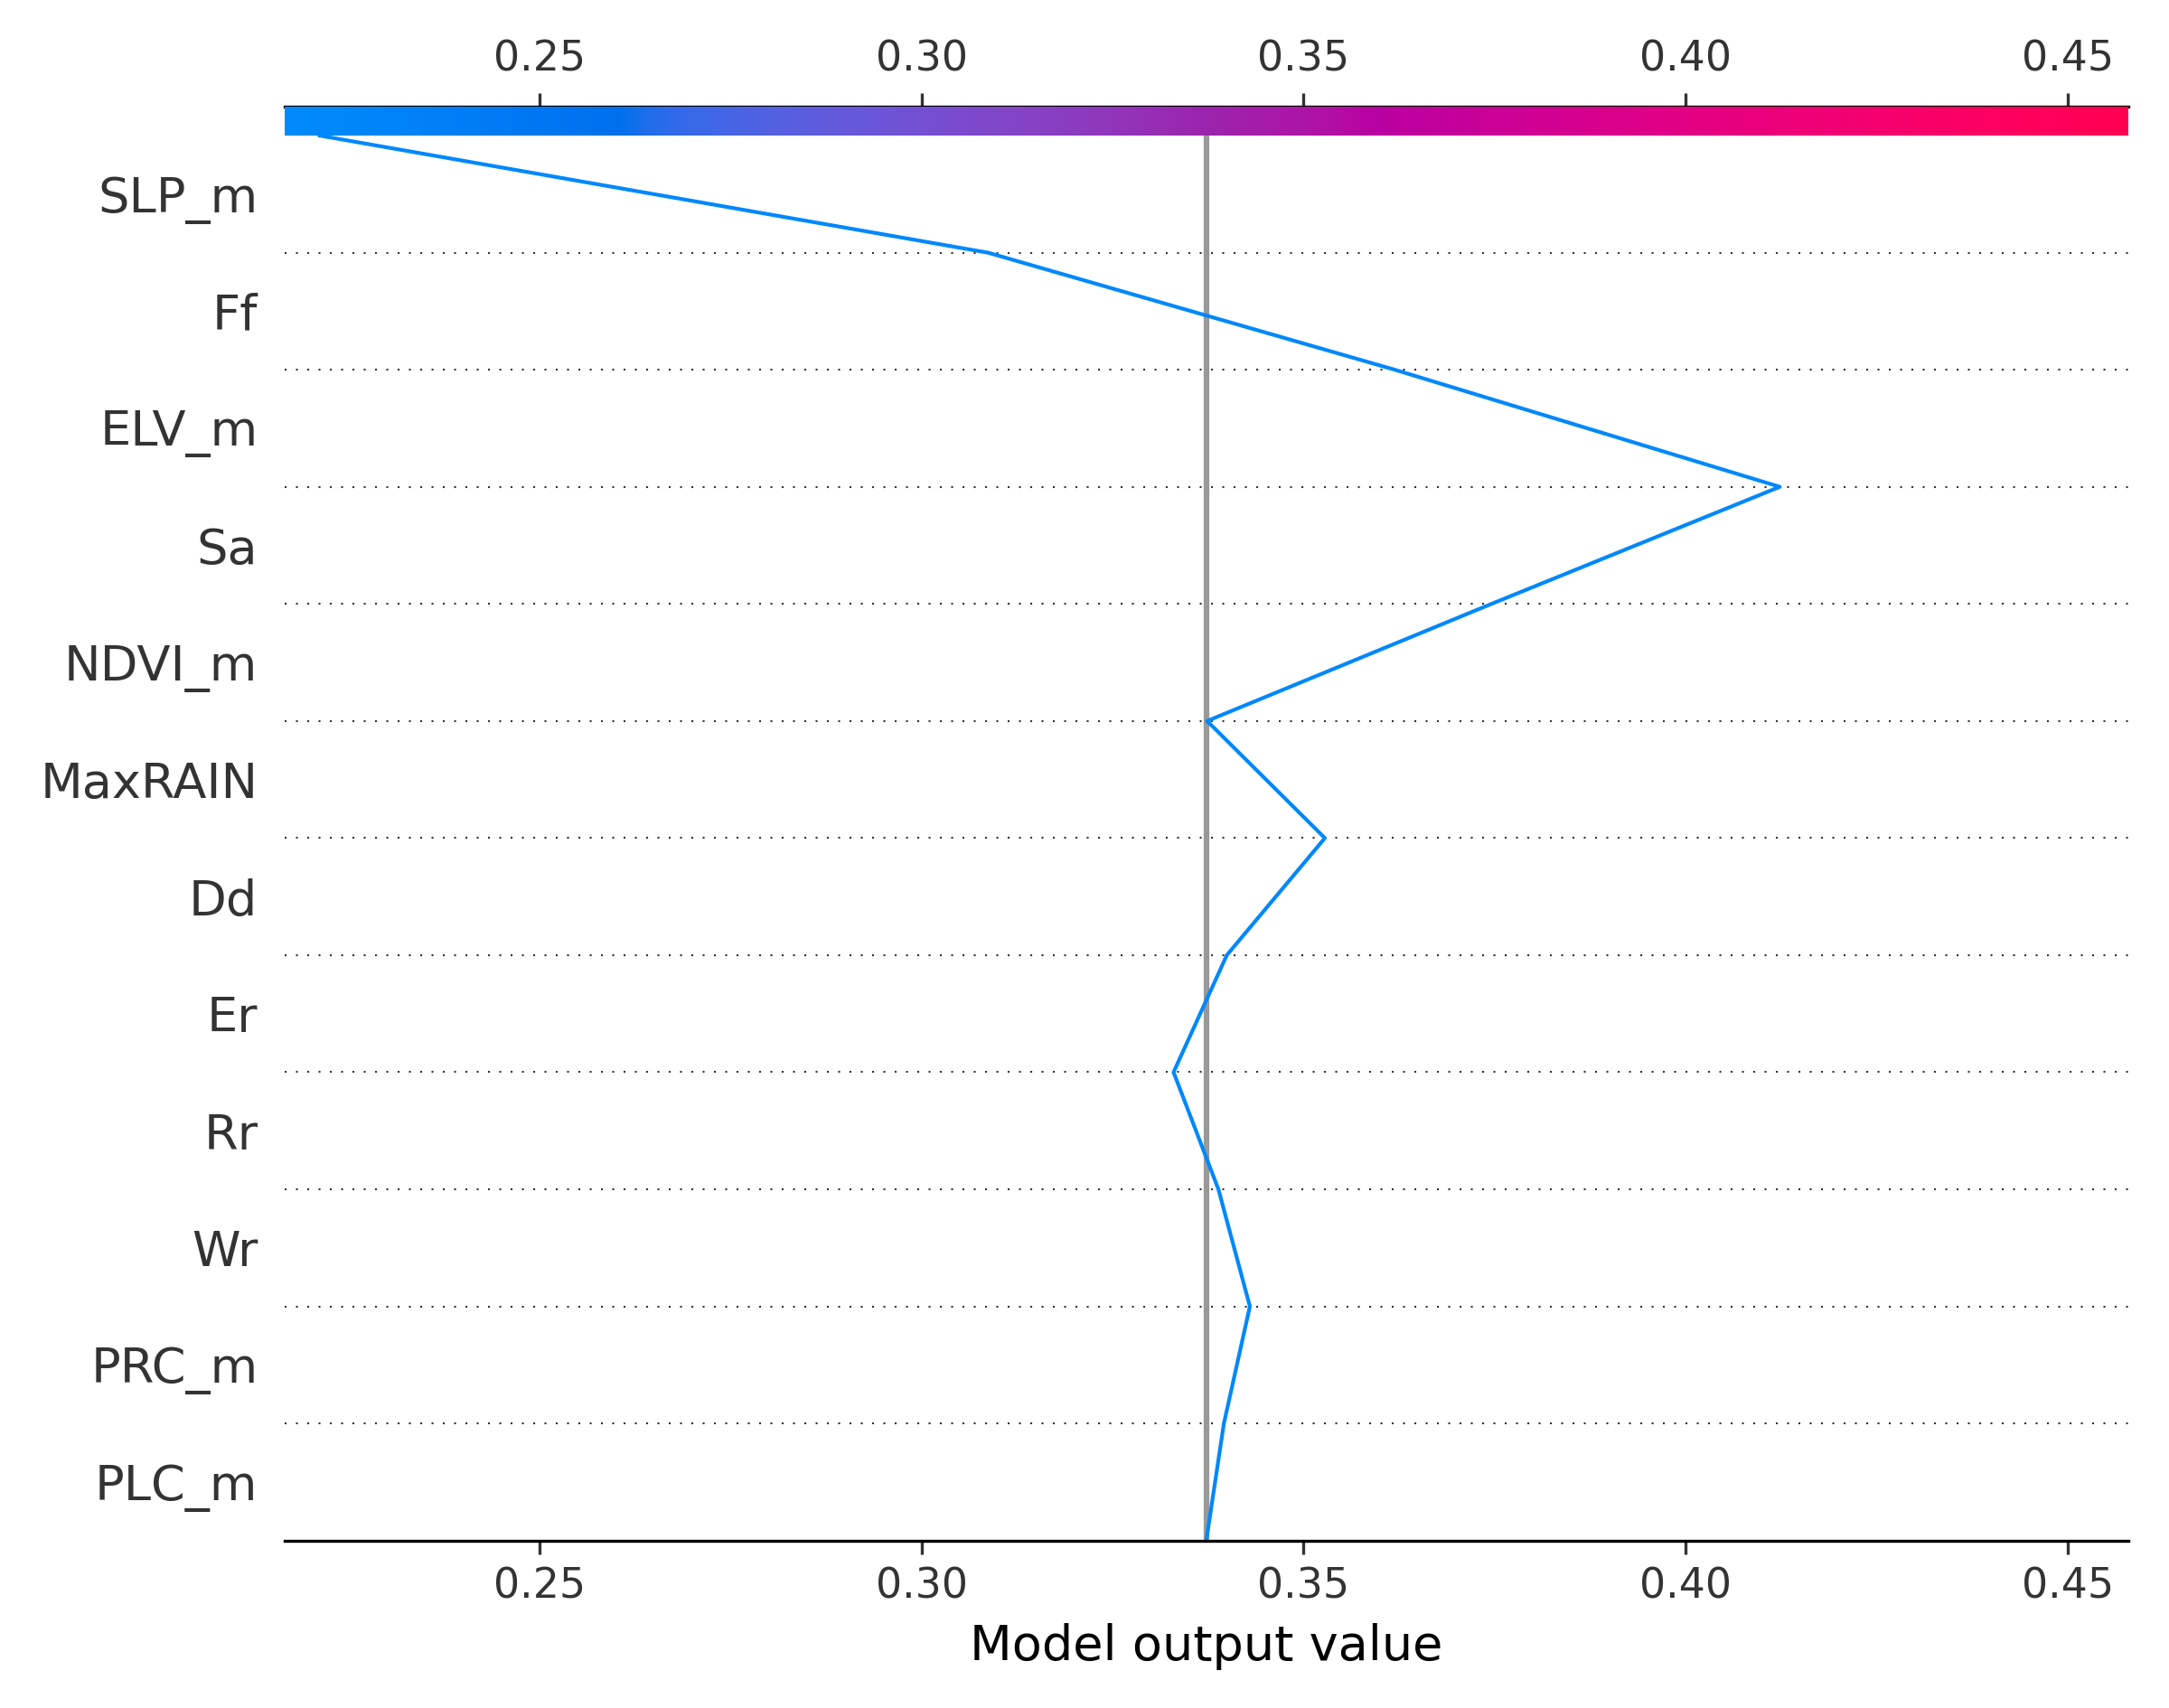 0.25 0.30 0.35 0.40 0.45
SLP_m
Ff
ELV_m
Sa
NDVI_m
MaxRAIN
Dd
Er
Rr
Wr
PRC_m
PLC_m
0.25 0.30 0.35 0.40 0.45
Model output value